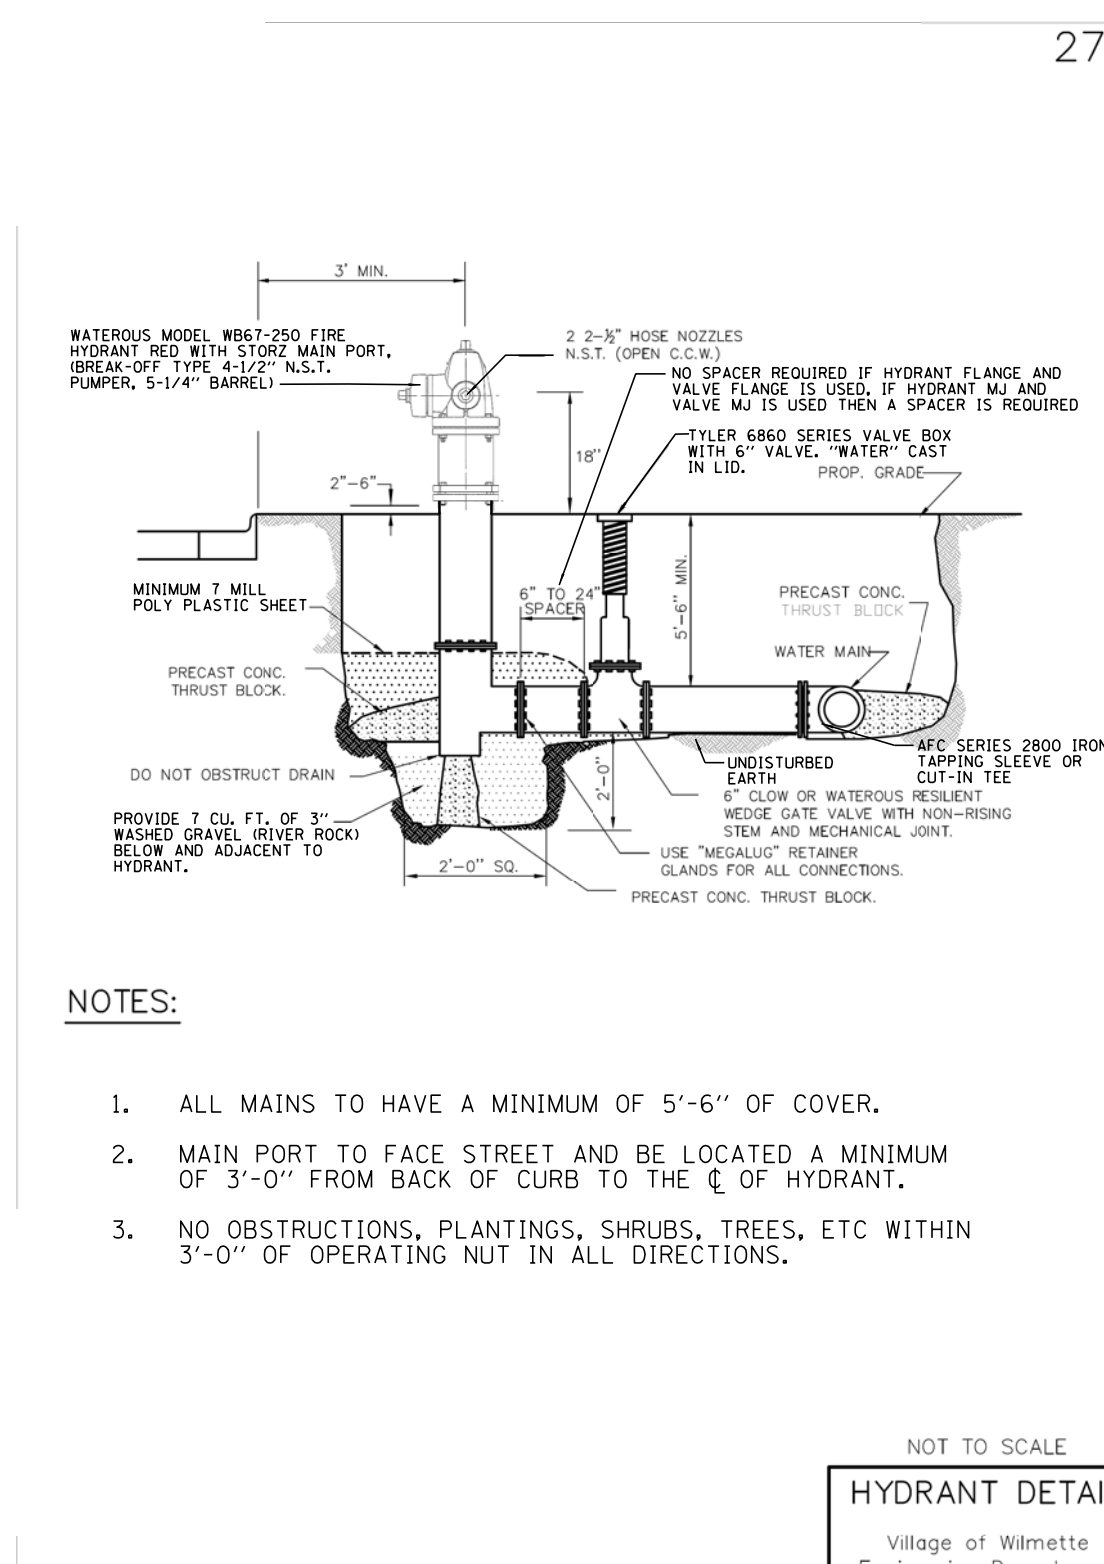 27
3' MIN.
WATEROUS MODEL WB67-250 FIRE
HYDRANT RED WITH STORZ MAIN PORT,
(BREAK-OFF TYPE 4-1/2" N.S.T.
PUMPER, 5-1/4" BARREL)
2 2-½" HOSE NOZZLES
N.S.T. (OPEN C.C.W.)
NO SPACER REQUIRED IF HYDRANT FLANGE AND
VALVE FLANGE IS USED, IF HYDRANT MJ AND
VALVE MJ IS USED THEN A SPACER IS REQUIRED
TYLER 6860 SERIES VALVE BOX
WITH 6" VALVE. "WATER" CAST
IN LID.
PROP. GRADE
18"
2"-6"
MINIMUM 7 MILL
POLY PLASTIC SHEET
6" TO 24"
SPACER
5'-6" MIN.
PRECAST CONC.
THRUST BLOCK
WATER MAIN
PRECAST CONC.
THRUST BLOCK.
AFC SERIES 2800 IRON
TAPPING SLEEVE OR
CUT-IN TEE
UNDISTURBED
EARTH
DO NOT OBSTRUCT DRAIN
2'-0"
6" CLOW OR WATEROUS RESILIENT
WEDGE GATE VALVE WITH NON-RISING
STEM AND MECHANICAL JOINT.
PROVIDE 7 CU. FT. OF 3"
WASHED GRAVEL (RIVER ROCK)
BELOW AND ADJACENT TO
HYDRANT.
2'-0" SQ.
USE "MEGALUG" RETAINER
GLANDS FOR ALL CONNECTIONS.
PRECAST CONC. THRUST BLOCK.
NOTES:
1. ALL MAINS TO HAVE A MINIMUM OF 5'-6" OF COVER.
2. MAIN PORT TO FACE STREET AND BE LOCATED A MINIMUM
OF 3'-0" FROM BACK OF CURB TO THE ℄ OF HYDRANT.
3. NO OBSTRUCTIONS, PLANTINGS, SHRUBS, TREES, ETC WITHIN
3'-0" OF OPERATING NUT IN ALL DIRECTIONS.
NOT TO SCALE
HYDRANT DETAI
Village of Wilmette